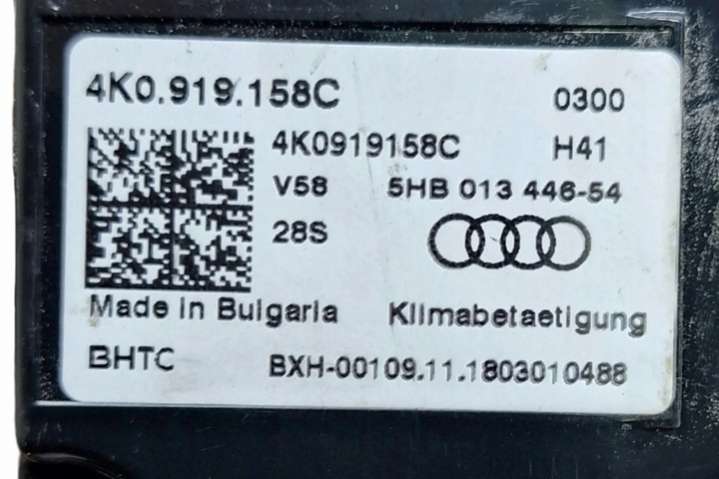 4K0.919.158C 0300
4K0919158C H41
V58 5HB 013 446-54
28S
Made in Bulgaria Klimabetaetigung
BHTC BXH-00109.11.1803010488